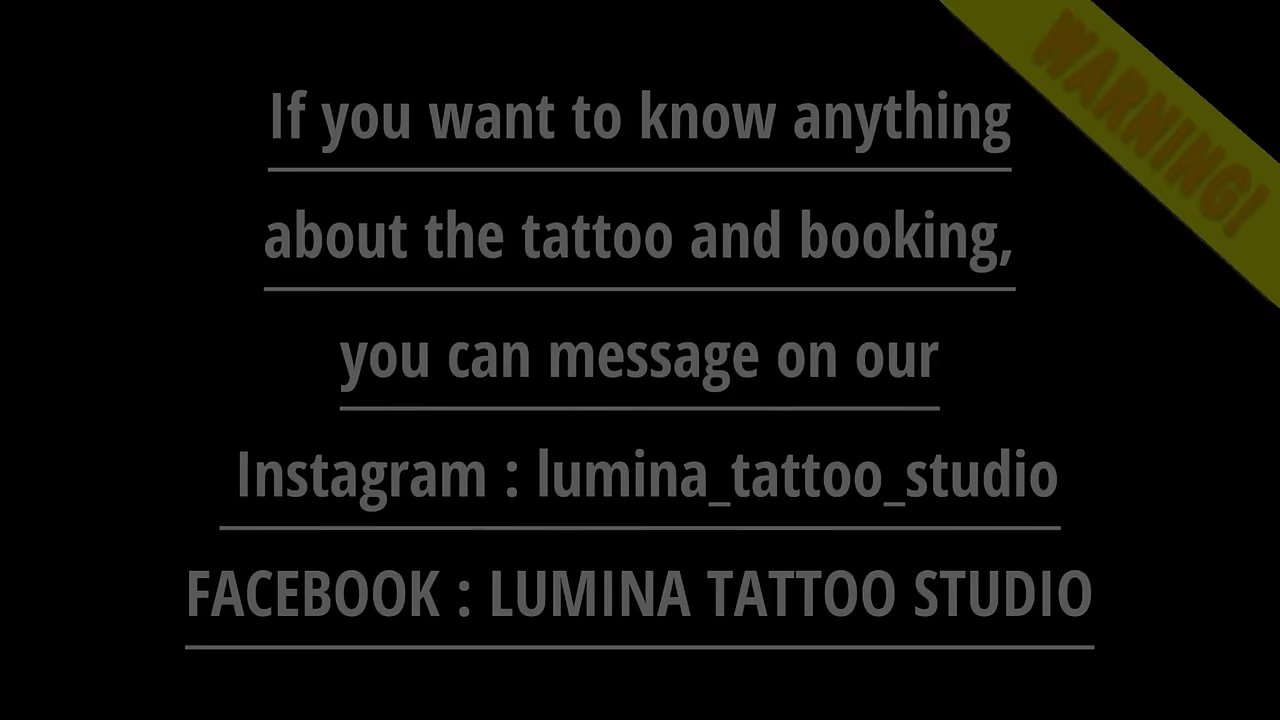 WARNING!
If you want to know anything
about the tattoo and booking,
you can message on our
Instagram : lumina_tattoo_studio
FACEBOOK : LUMINA TATTOO STUDIO